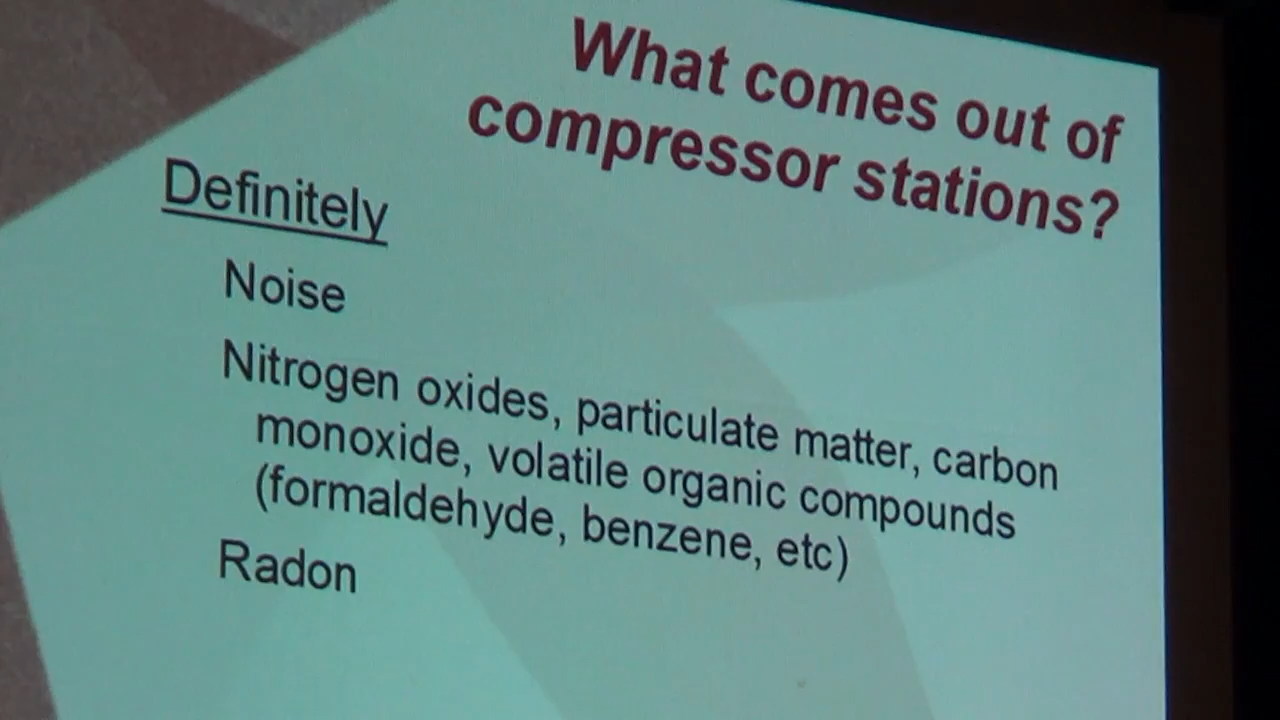 What comes out of
compressor stations?
Definitely
Noise
Nitrogen oxides, particulate matter, carbon
monoxide, volatile organic compounds
(formaldehyde, benzene, etc)
Radon